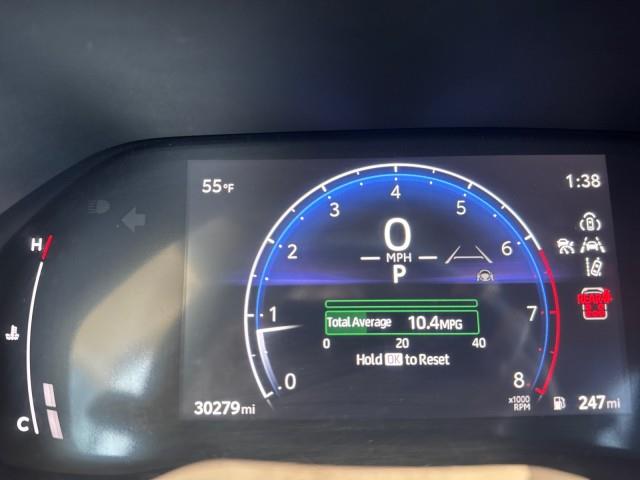 55°F
1:38
H
4
3
5
0
2
6
MPH
P
REAR
1
7
Total Average 10.4MPG
0 20 40
Hold OK to Reset
0
8
x1000
RPM
C
30279mi
247mi